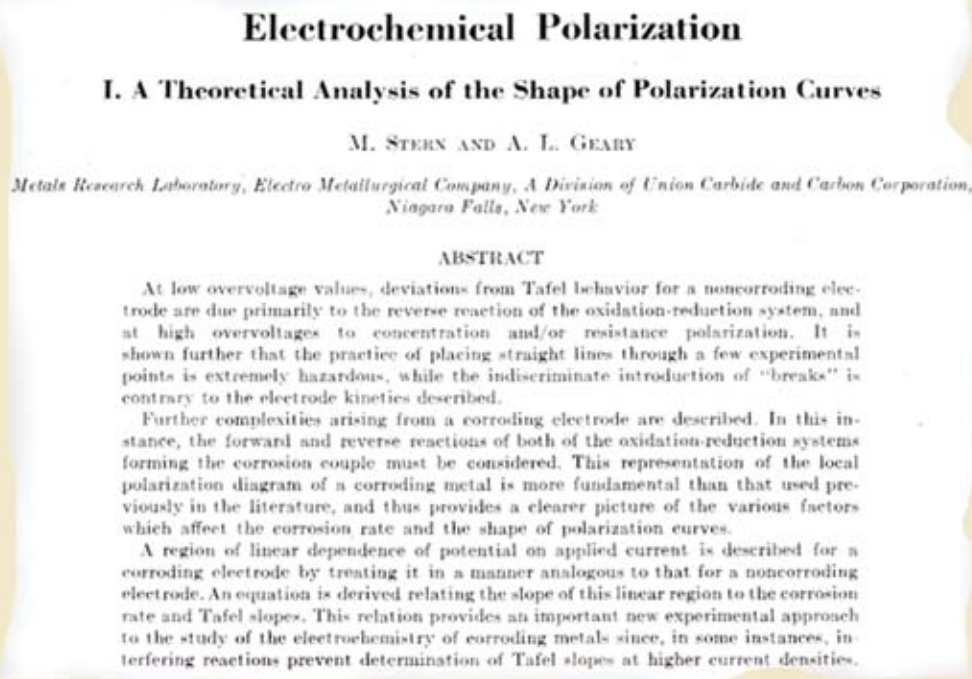 Electrochemical Polarization
I. A Theoretical Analysis of the Shape of Polarization Curves
M. Stern and A. L. Geary
Metals Research Laboratory, Electro Metallurgical Company, A Division of Union Carbide and Carbon Corporation,
Niagara Falls, New York
ABSTRACT
At low overvoltage values, deviations from Tafel behavior for a noncorroding elec-
trode are due primarily to the reverse reaction of the oxidation-reduction system, and
at high overvoltages to concentration and/or resistance polarization. It is
shown further that the practice of placing straight lines through a few experimental
points is extremely hazardous, while the indiscriminate introduction of "breaks" is
contrary to the electrode kinetics described.
Further complexities arising from a corroding electrode are described. In this in-
stance, the forward and reverse reactions of both of the oxidation-reduction systems
forming the corrosion couple must be considered. This representation of the local
polarization diagram of a corroding metal is more fundamental than that used pre-
viously in the literature, and thus provides a clearer picture of the various factors
which affect the corrosion rate and the shape of polarization curves.
A region of linear dependence of potential on applied current is described for a
corroding electrode by treating it in a manner analogous to that for a noncorroding
electrode. An equation is derived relating the slope of this linear region to the corrosion
rate and Tafel slopes. This relation provides an important new experimental approach
to the study of the electrochemistry of corroding metals since, in some instances, in-
terfering reactions prevent determination of Tafel slopes at higher current densities.